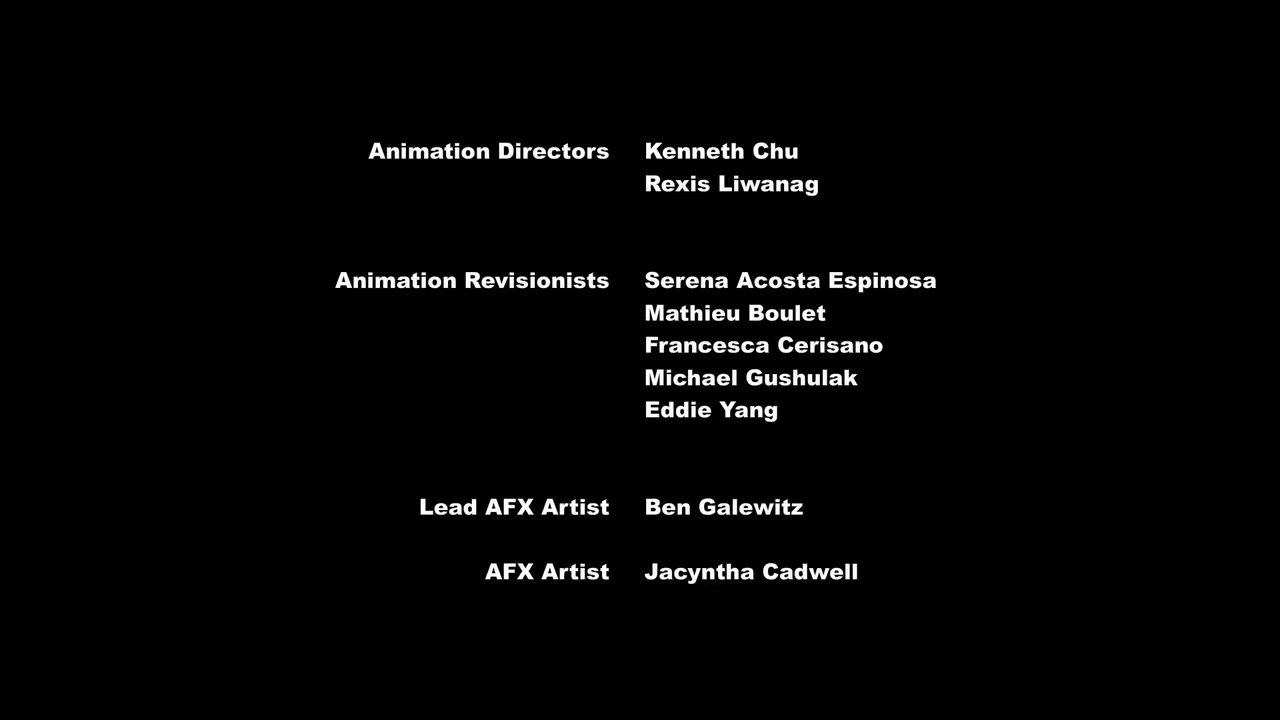 Animation Directors Kenneth Chu
Rexis Liwanag
Animation Revisionists Serena Acosta Espinosa
Mathieu Boulet
Francesca Cerisano
Michael Gushulak
Eddie Yang
Lead AFX Artist Ben Galewitz
AFX Artist Jacyntha Cadwell